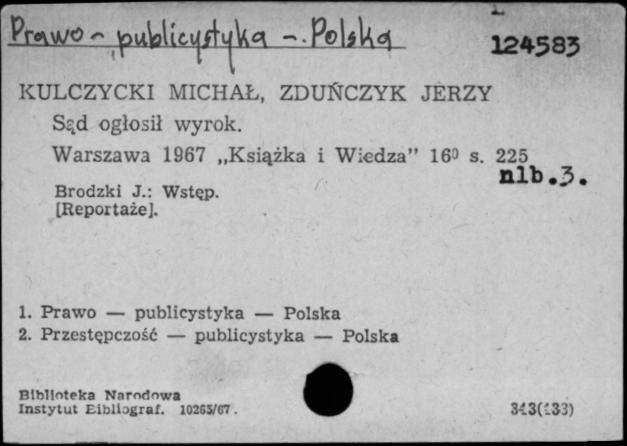 Prawo - publicystyka - Polska
124583
KULCZYCKI MICHAŁ, ZDUŃCZYK JERZY
Sąd ogłosił wyrok.
Warszawa 1967 „Książka i Wiedza” 16⁰ s. 225
nlb.3.
Brodzki J.: Wstęp.
[Reportaże].
1. Prawo — publicystyka — Polska
2. Przestępczość — publicystyka — Polska
Biblioteka Narodowa
Instytut Bibliograf. 10265/67.